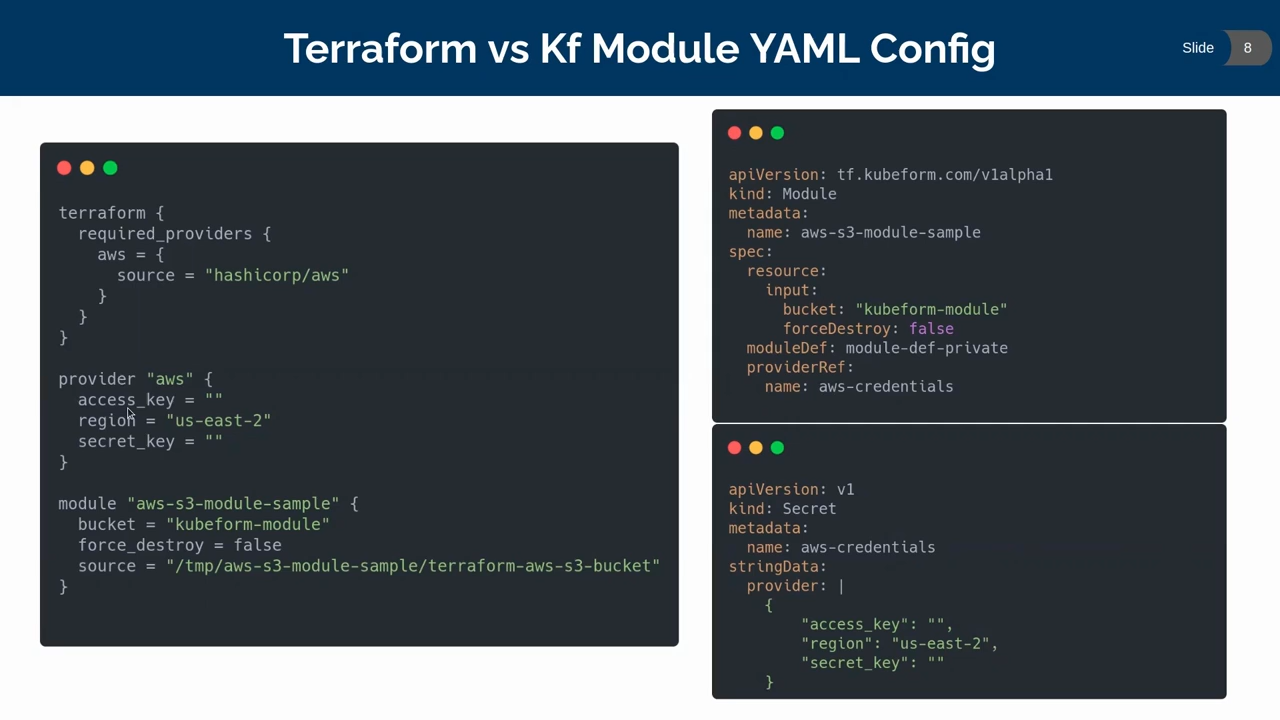 Terraform vs Kf Module YAML Config
Slide 8
terraform {
  required_providers {
    aws = {
      source = "hashicorp/aws"
    }
  }
}
provider "aws" {
  access_key = ""
  region = "us-east-2"
  secret_key = ""
}
module "aws-s3-module-sample" {
  bucket = "kubeform-module"
  force_destroy = false
  source = "/tmp/aws-s3-module-sample/terraform-aws-s3-bucket"
}
apiVersion: tf.kubeform.com/v1alpha1
kind: Module
metadata:
  name: aws-s3-module-sample
spec:
  resource:
    input:
      bucket: "kubeform-module"
      forceDestroy: false
  moduleDef: module-def-private
  providerRef:
    name: aws-credentials
apiVersion: v1
kind: Secret
metadata:
  name: aws-credentials
stringData:
  provider: |
    {
        "access_key": "",
        "region": "us-east-2",
        "secret_key": ""
    }